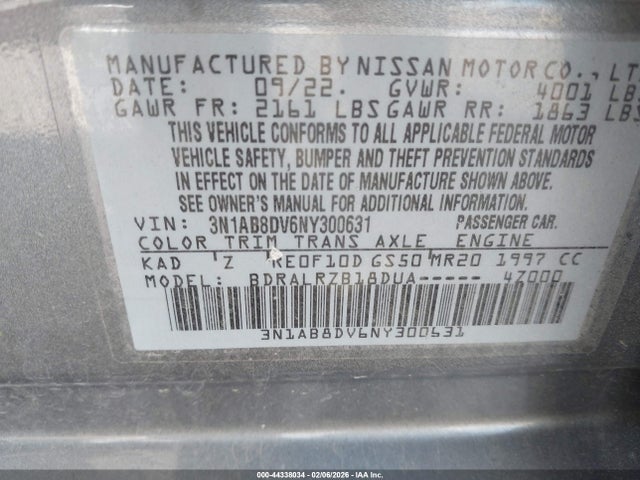 MANUFACTURED BY NISSAN MOTOR CO., LT
DATE: 09/22. GVWR: 4001 LBS
GAWR FR: 2161 LBS GAWR RR: 1863 LBS
THIS VEHICLE CONFORMS TO ALL APPLICABLE FEDERAL MOTOR
VEHICLE SAFETY, BUMPER AND THEFT PREVENTION STANDARDS
IN EFFECT ON THE DATE OF MANUFACTURE SHOWN ABOVE.
SEE OWNER'S MANUAL FOR ADDITIONAL INFORMATION.
VIN: 3N1AB8DV6NY300631 PASSENGER CAR.
COLOR TRIM TRANS AXLE ENGINE
KAD Z RE0F10D GS50 MR20 1997 CC
MODEL: BDRALRZB18DUA----- 4Z000
3N1AB8DV6NY300631
000-44338034 - 02/06/2026 - IAA Inc.